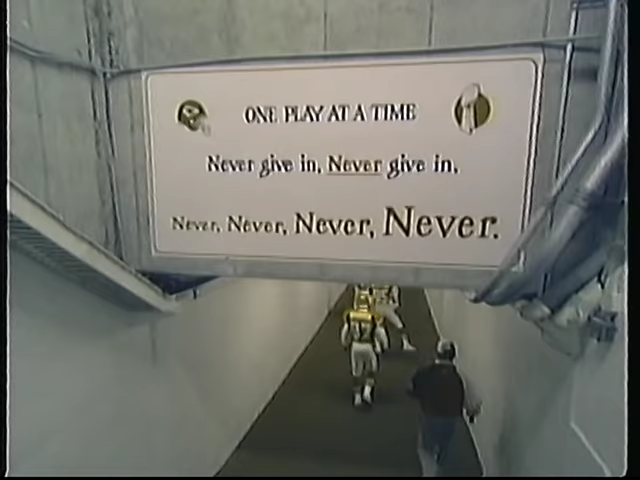 ONE PLAY AT A TIME
Never give in, Never give in,
Never, Never, Never, Never.